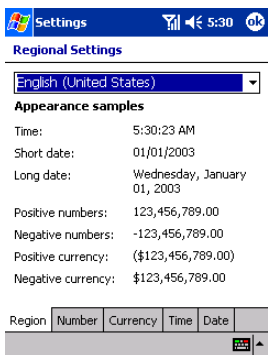 Settings 5:30 ok
Regional Settings
English (United States)
Appearance samples
Time: 5:30:23 AM
Short date: 01/01/2003
Long date: Wednesday, January
01, 2003
Positive numbers: 123,456,789.00
Negative numbers: -123,456,789.00
Positive currency: ($123,456,789.00)
Negative currency: $123,456,789.00
Region Number Currency Time Date